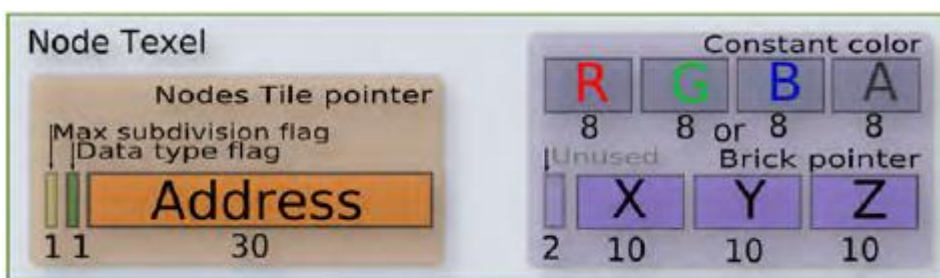 Node Texel
Nodes Tile pointer
Max subdivision flag
Data type flag
Address
1 1 30
Constant color
R G B A
8 8 or 8 8
Unused Brick pointer
X Y Z
2 10 10 10